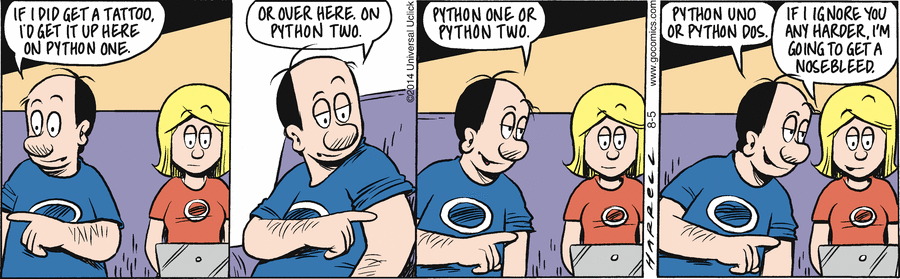 IF I DID GET A TATTOO,
I'D GET IT UP HERE
ON PYTHON ONE.
OR OVER HERE. ON
PYTHON TWO.
©2014 Universal Uclick
PYTHON ONE OR
PYTHON TWO.
www.gocomics.com
8-5
HARRELL
PYTHON UNO
OR PYTHON DOS.
IF I IGNORE YOU
ANY HARDER, I'M
GOING TO GET A
NOSEBLEED.